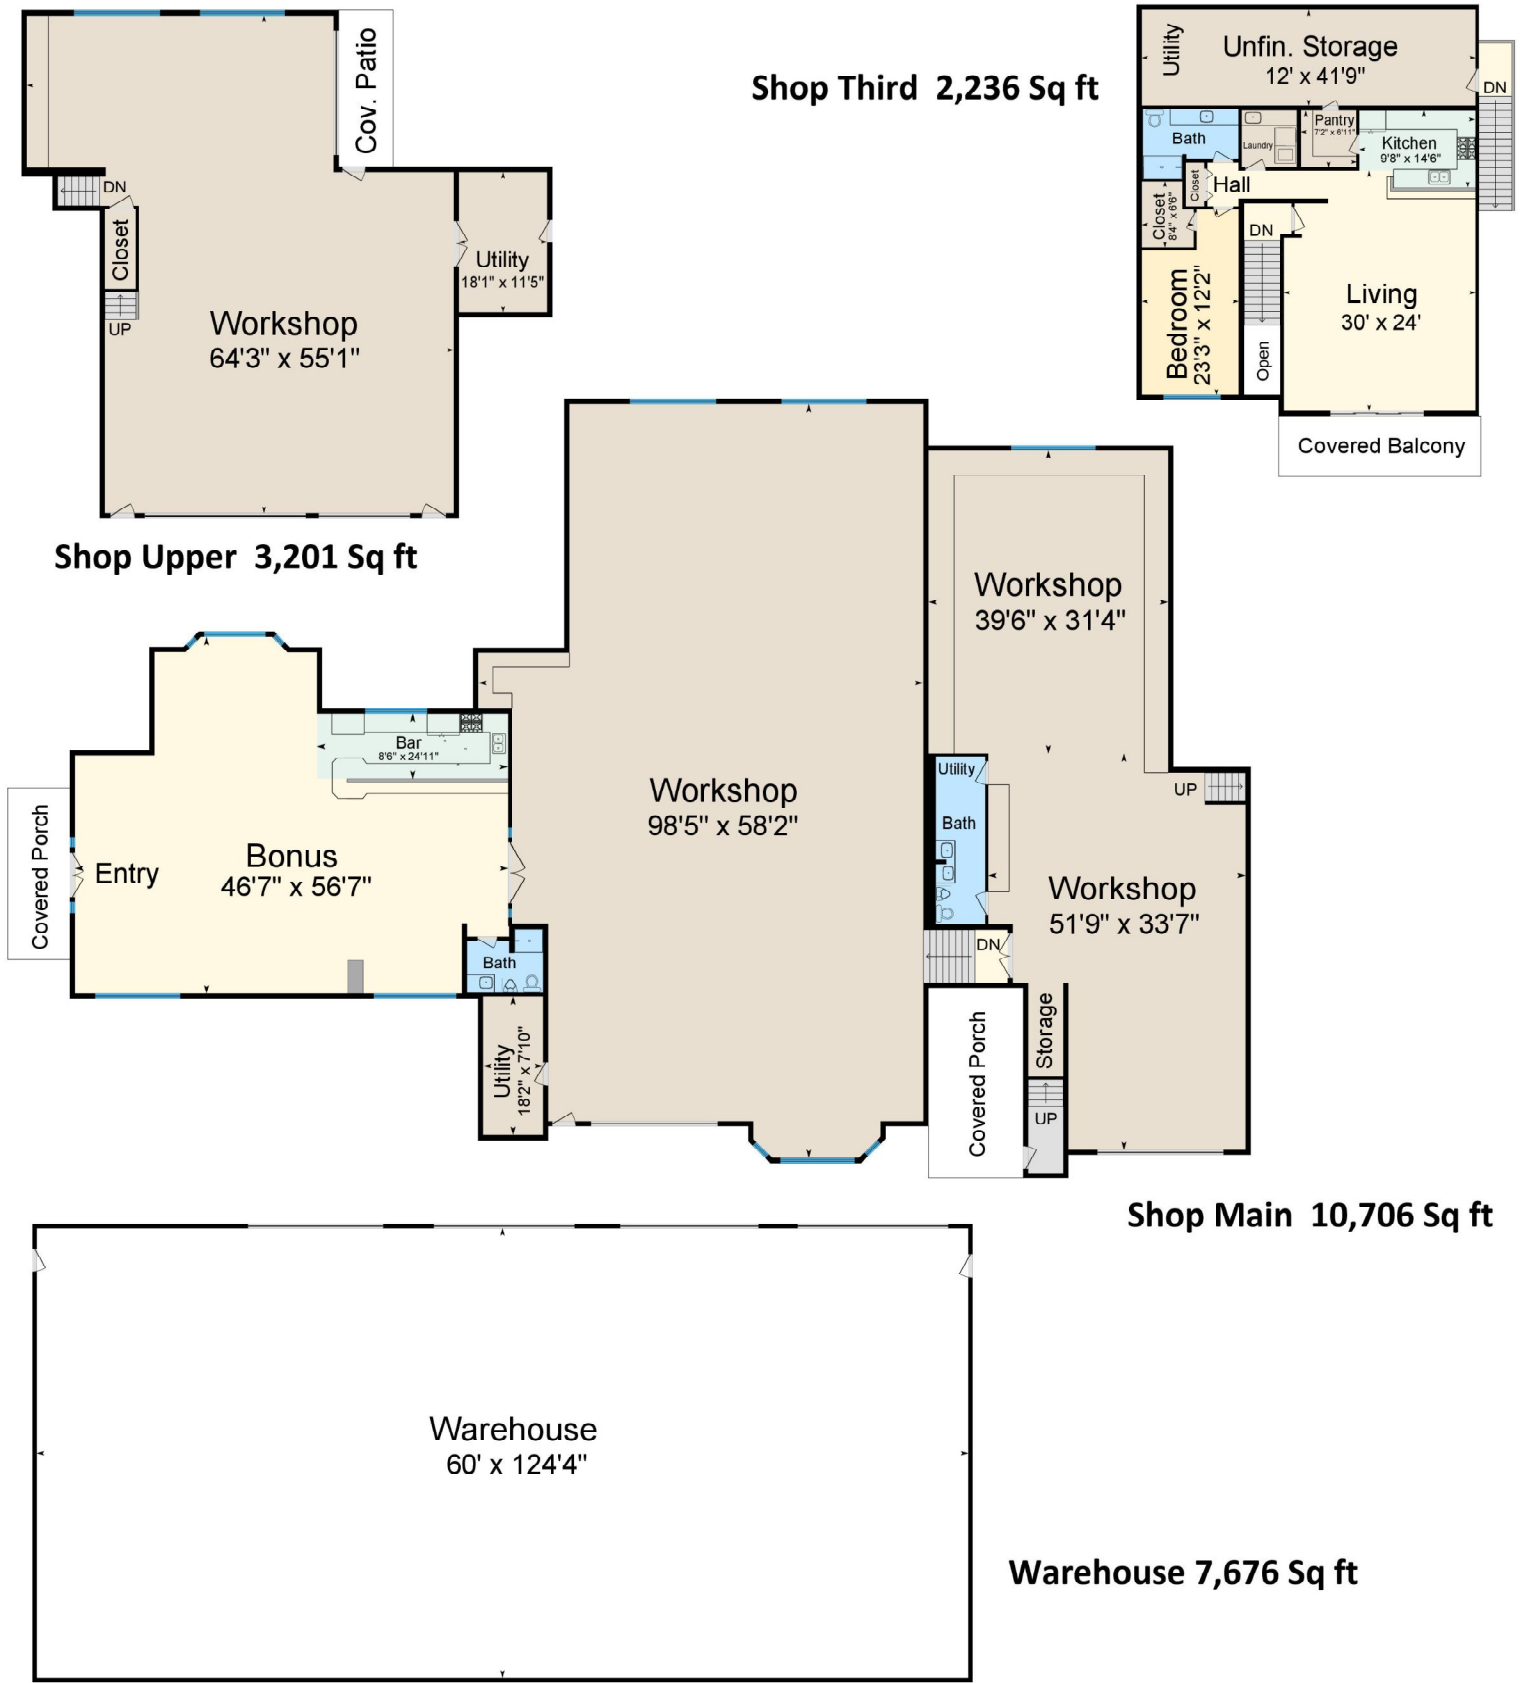 Cov. Patio
DN
Closet
UP
Workshop
64'3" x 55'1"
Utility
18'1" x 11'5"
Shop Upper 3,201 Sq ft
Shop Third 2,236 Sq ft
Utility
Unfin. Storage
12' x 41'9"
DN
Bath
Laundry
Pantry
7'2" x 6'11"
Kitchen
9'8" x 14'6"
Closet
Hall
Closet
8'4" x 6'6"
DN
Bedroom
23'3" x 12'2"
Open
Living
30' x 24'
Covered Balcony
Bar
8'6" x 24'11"
Covered Porch
Entry
Bonus
46'7" x 56'7"
Bath
Utility
18'2" x 7'10"
Workshop
98'5" x 58'2"
Workshop
39'6" x 31'4"
Utility
Bath
UP
Workshop
51'9" x 33'7"
DN
Covered Porch
Storage
UP
Shop Main 10,706 Sq ft
Warehouse
60' x 124'4"
Warehouse 7,676 Sq ft